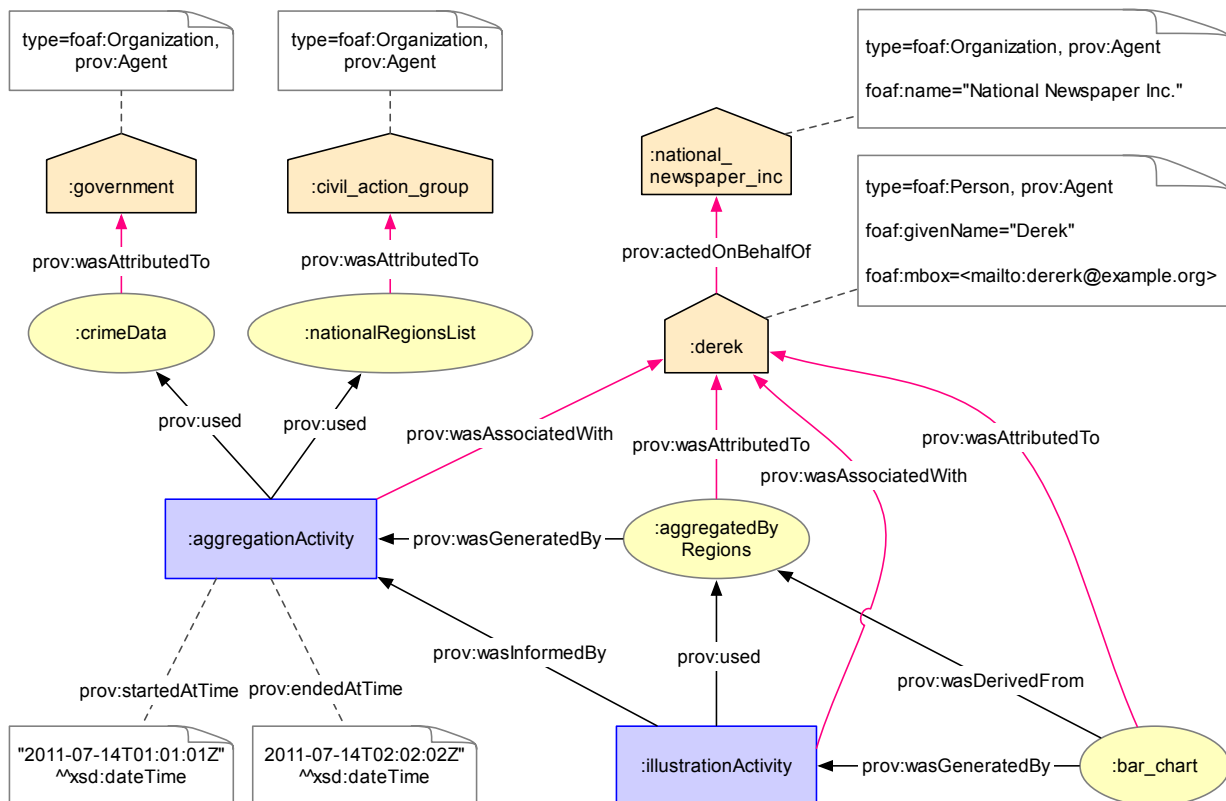 type=foaf:Organization,
prov:Agent
type=foaf:Organization,
prov:Agent
type=foaf:Organization, prov:Agent
foaf:name="National Newspaper Inc."
:government
:civil_action_group
:national_
newspaper_inc
type=foaf:Person, prov:Agent
foaf:givenName="Derek"
foaf:mbox=<mailto:dererk@example.org>
prov:wasAttributedTo
prov:wasAttributedTo
prov:actedOnBehalfOf
:crimeData
:nationalRegionsList
:derek
prov:used
prov:used
prov:wasAssociatedWith
prov:wasAttributedTo
prov:wasAttributedTo
prov:wasAssociatedWith
:aggregationActivity
prov:wasGeneratedBy
:aggregatedBy
Regions
prov:wasInformedBy
prov:used
prov:wasDerivedFrom
prov:startedAtTime
prov:endedAtTime
"2011-07-14T01:01:01Z"
^^xsd:dateTime
2011-07-14T02:02:02Z"
^^xsd:dateTime
:illustrationActivity
prov:wasGeneratedBy
:bar_chart